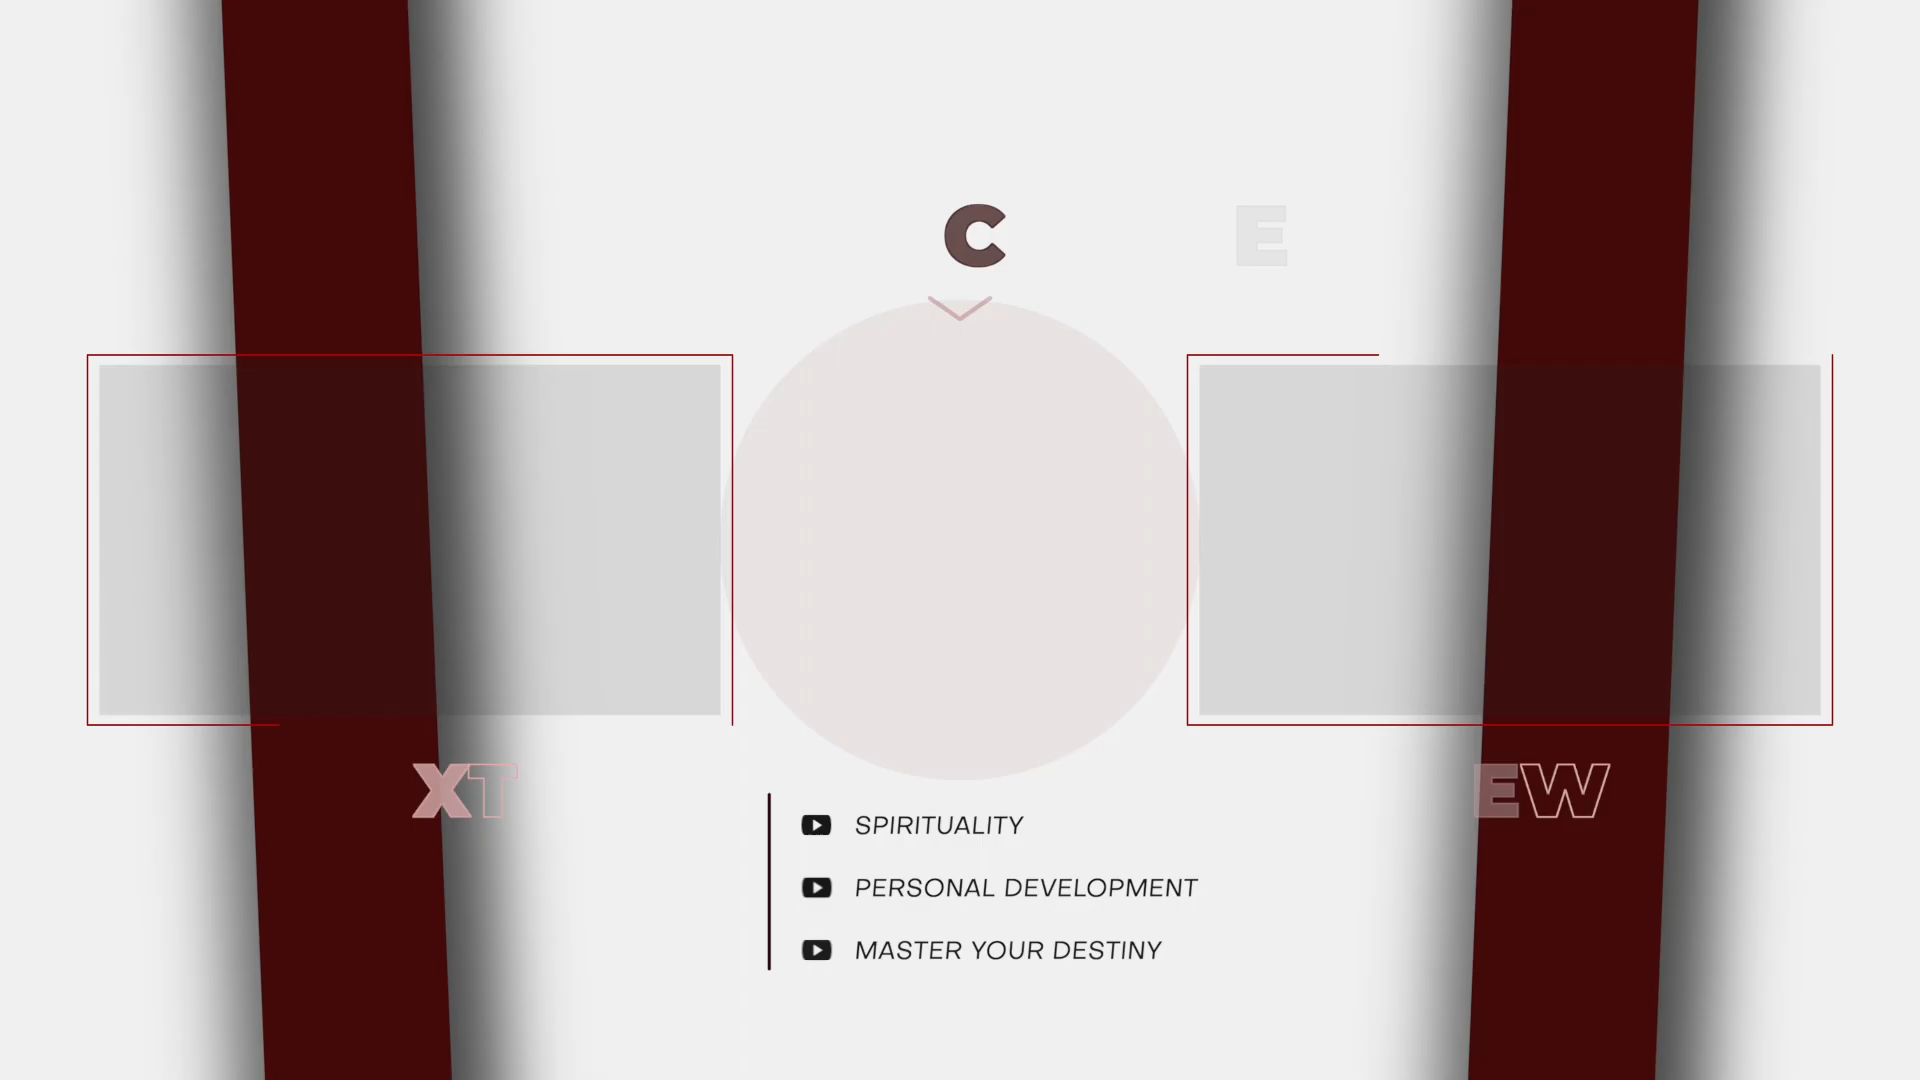 C E
XT
EW
SPIRITUALITY
PERSONAL DEVELOPMENT
MASTER YOUR DESTINY